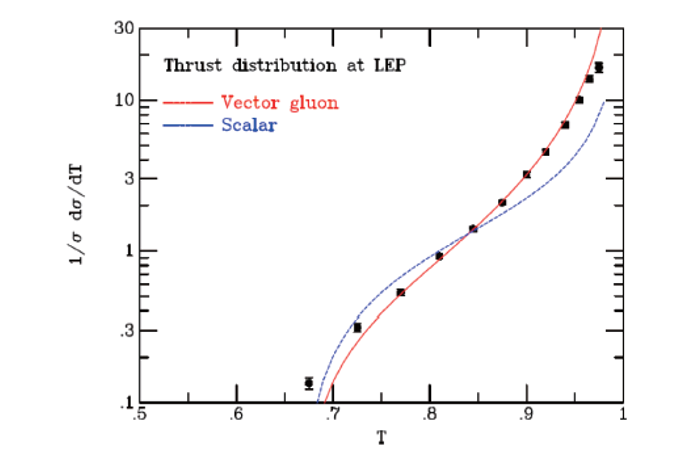 30
Thrust distribution at LEP
Vector gluon
Scalar
10
3
1
.3
.1
1/σ dσ/dT
.5 .6 .7 .8 .9 1
T